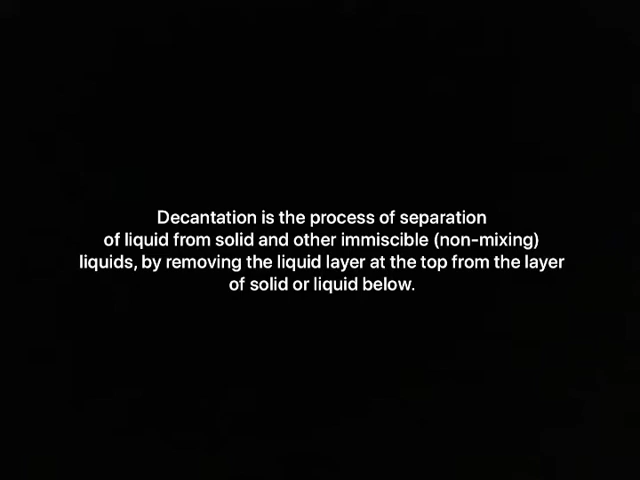 Decantation is the process of separation
of liquid from solid and other immiscible (non-mixing)
liquids, by removing the liquid layer at the top from the layer
of solid or liquid below.